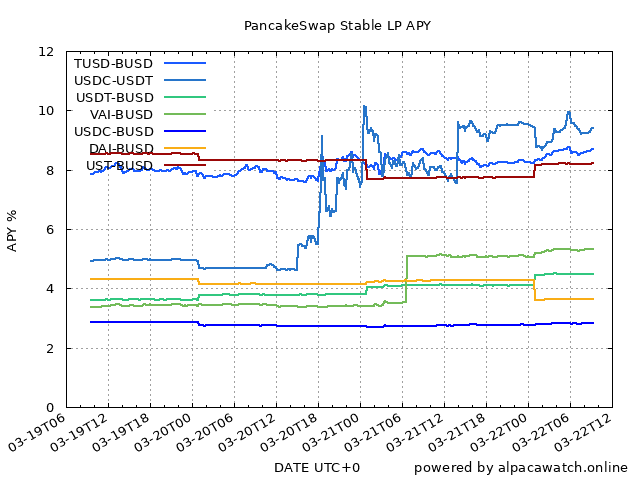 PancakeSwap Stable LP APY
12
10
8
6
4
2
0
APY %
TUSD-BUSD
USDC-USDT
USDT-BUSD
VAI-BUSD
USDC-BUSD
DAI-BUSD
UST-BUSD
03-19T06
03-19T12
03-19T18
03-20T00
03-20T06
03-20T12
03-20T18
03-21T00
03-21T06
03-21T12
03-21T18
03-22T00
03-22T06
03-22T12
DATE UTC+0
powered by alpacawatch.online